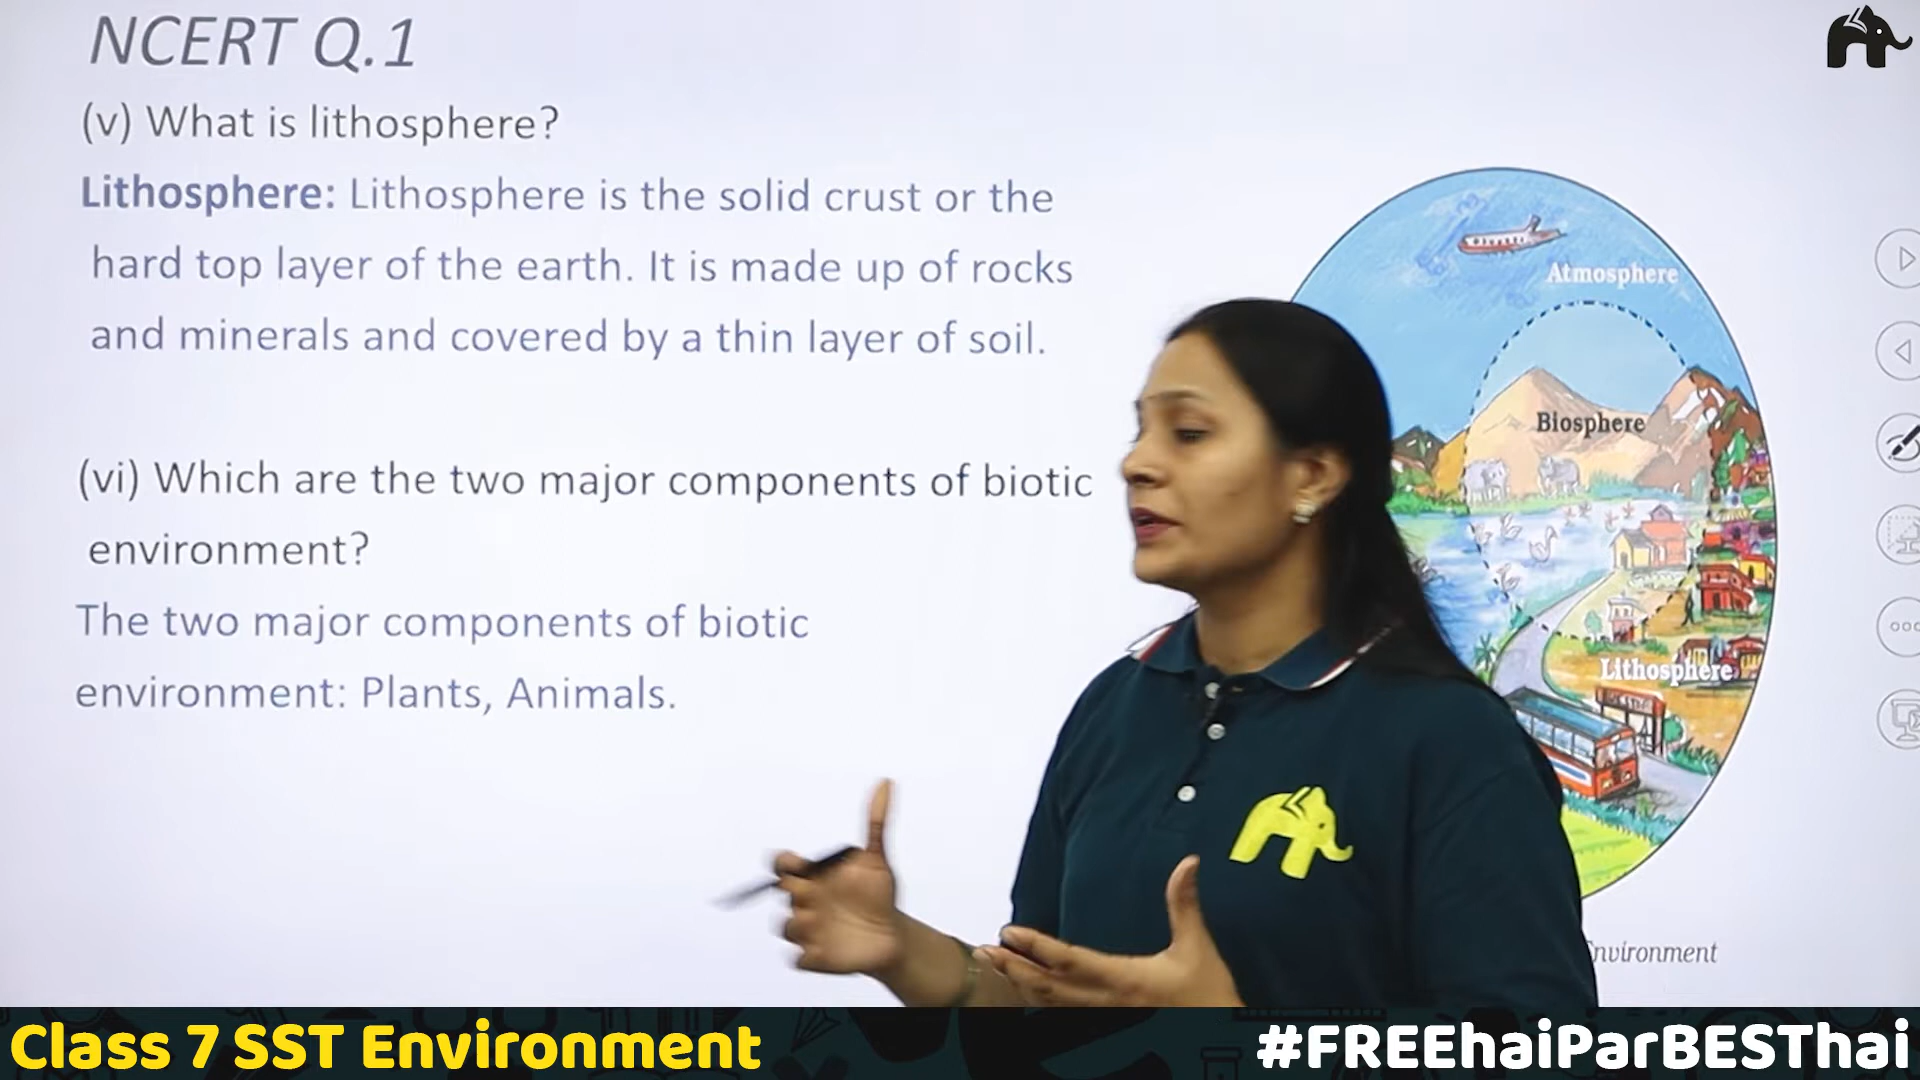 NCERT Q.1
(v) What is lithosphere?
Lithosphere: Lithosphere is the solid crust or the
hard top layer of the earth. It is made up of rocks
and minerals and covered by a thin layer of soil.
(vi) Which are the two major components of biotic
environment?
The two major components of biotic
environment: Plants, Animals.
Atmosphere
Biosphere
Lithosphere
nvironment
Class 7 SST Environment
#FREEhaiParBESThai